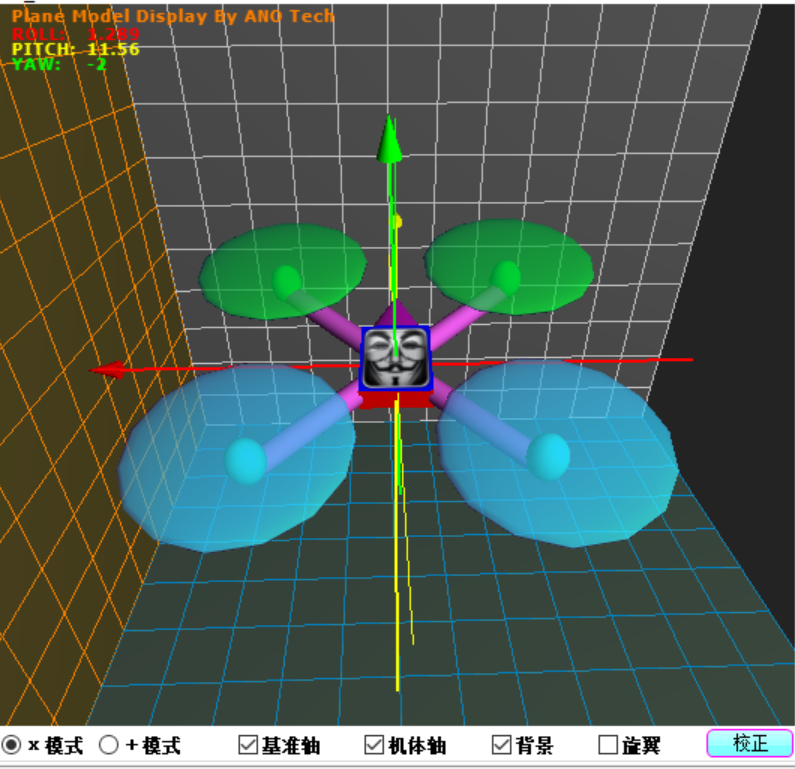 Plane Model Display By ANO Tech
ROLL: 1.289
PITCH: 11.56
YAW: -2
x 模式 + 模式 基准轴 机体轴 背景 旋翼 校正